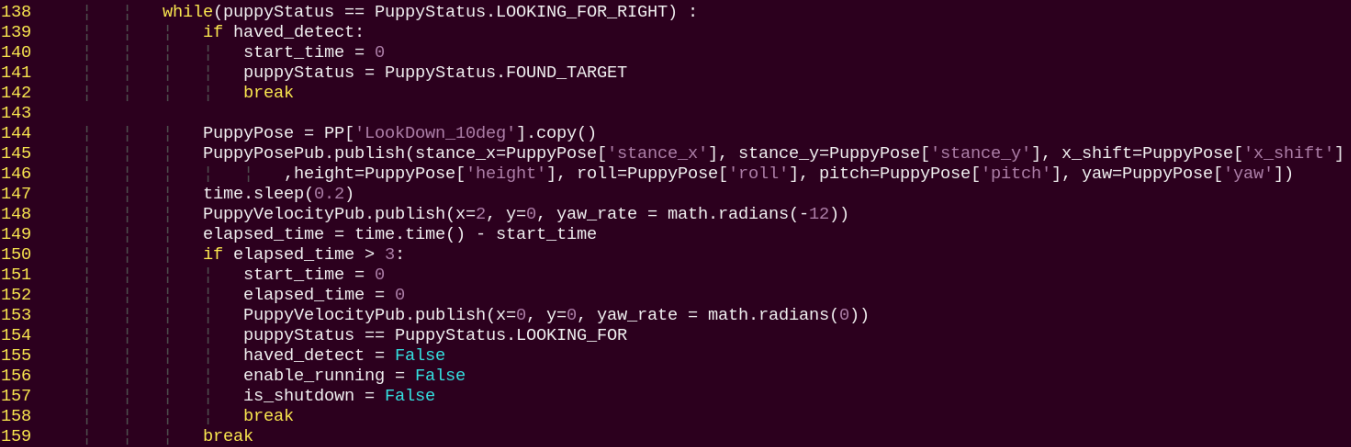 138             while(puppyStatus == PuppyStatus.LOOKING_FOR_RIGHT) :
139                 if haved_detect:
140                     start_time = 0
141                     puppyStatus = PuppyStatus.FOUND_TARGET
142                     break
143
144                 PuppyPose = PP['LookDown_10deg'].copy()
145                 PuppyPosePub.publish(stance_x=PuppyPose['stance_x'], stance_y=PuppyPose['stance_y'], x_shift=PuppyPose['x_shift']
146                         ,height=PuppyPose['height'], roll=PuppyPose['roll'], pitch=PuppyPose['pitch'], yaw=PuppyPose['yaw'])
147                 time.sleep(0.2)
148                 PuppyVelocityPub.publish(x=2, y=0, yaw_rate = math.radians(-12))
149                 elapsed_time = time.time() - start_time
150                 if elapsed_time > 3:
151                     start_time = 0
152                     elapsed_time = 0
153                     PuppyVelocityPub.publish(x=0, y=0, yaw_rate = math.radians(0))
154                     puppyStatus == PuppyStatus.LOOKING_FOR
155                     haved_detect = False
156                     enable_running = False
157                     is_shutdown = False
158                     break
159                 break